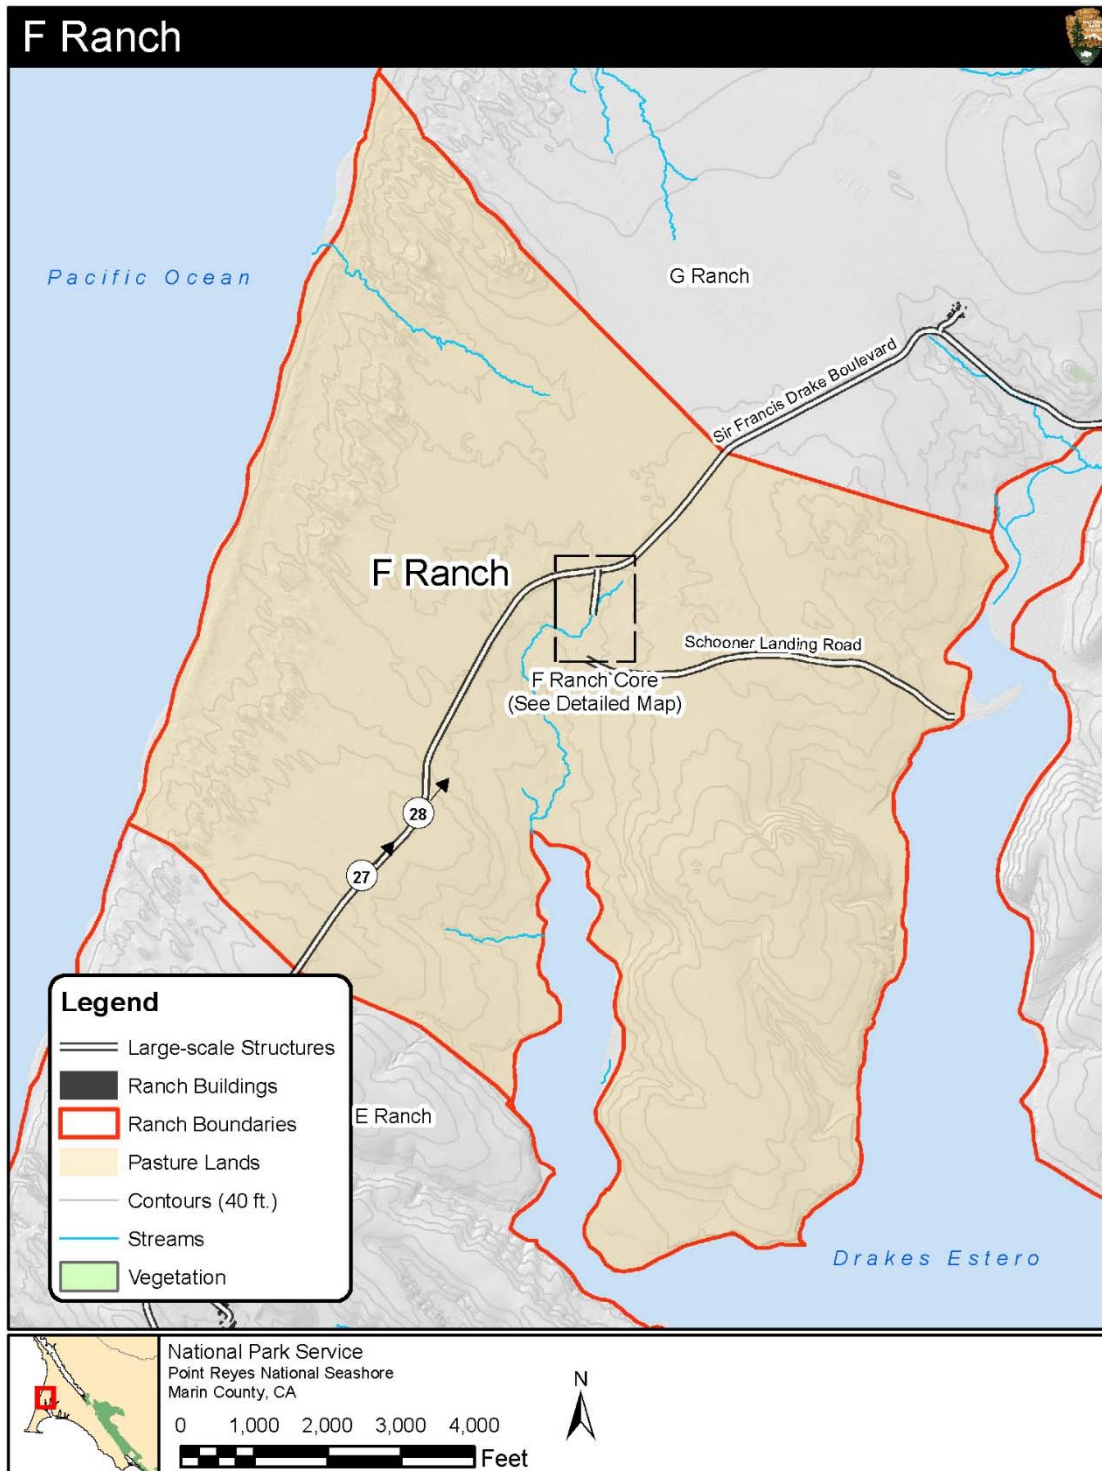 F Ranch
Pacific Ocean
G Ranch
Sir Francis Drake Boulevard
F Ranch
Schooner Landing Road
F Ranch Core
(See Detailed Map)
28
27
Legend
Large-scale Structures
Ranch Buildings
Ranch Boundaries
Pasture Lands
Contours (40 ft.)
Streams
Vegetation
E Ranch
Drakes Estero
National Park Service
Point Reyes National Seashore
Marin County, CA
N
0 1,000 2,000 3,000 4,000
Feet